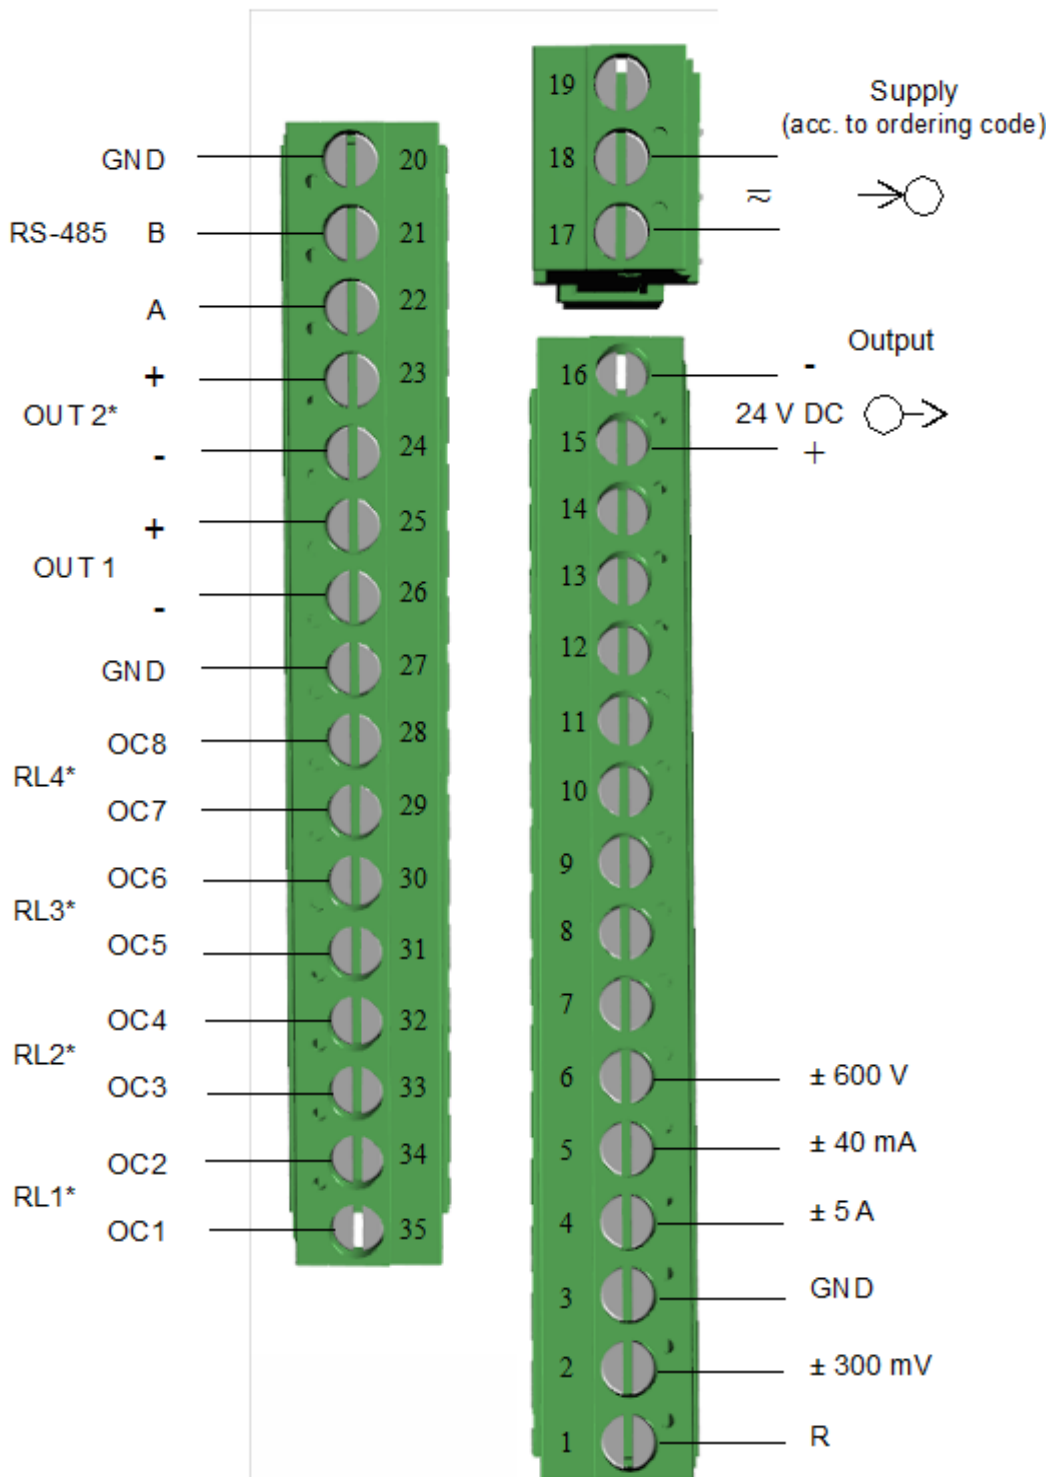 GND
20
RS-485 B
21
A
22
+
23
OUT 2*
-
24
+
25
OUT 1
-
26
GND
27
OC8
28
RL4*
OC7
29
OC6
30
RL3*
OC5
31
OC4
32
RL2*
OC3
33
OC2
34
RL1*
OC1
35
19
Supply
(acc. to ordering code)
18
≂
17
Output
16
-
24 V DC
15
+
14
13
12
11
10
9
8
7
6
± 600 V
5
± 40 mA
4
± 5 A
3
GND
2
± 300 mV
1
R